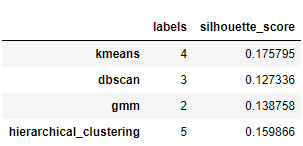 labels silhouette_score
kmeans 4 0.175795
dbscan 3 0.127336
gmm 2 0.138758
hierarchical_clustering 5 0.159866